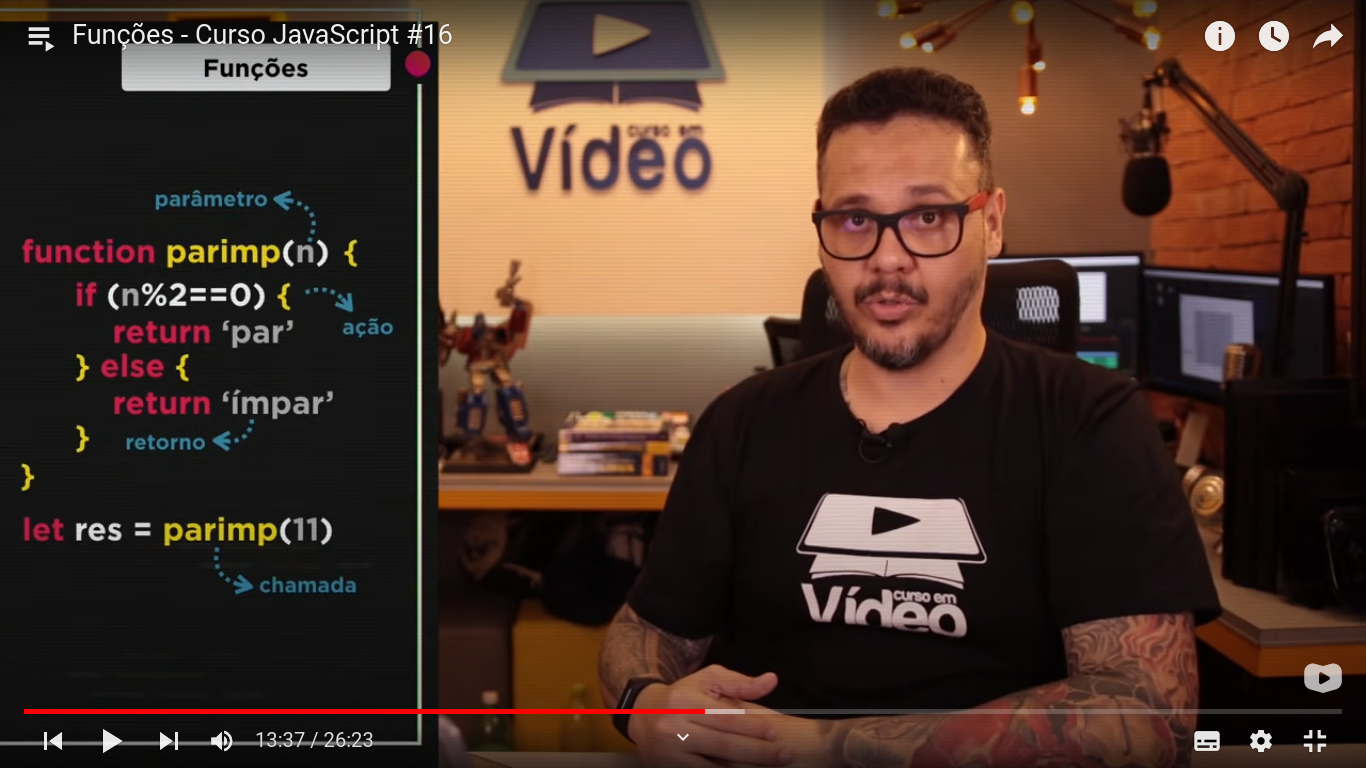 Funções - Curso JavaScript #16
Funções
parâmetro
function parimp(n) {
if (n%2==0) {
ação
return ‘par’
} else {
return ‘ímpar’
}
retorno
}
let res = parimp(11)
chamada
curso em
Vídeo
curso em
Vídeo
13:37 / 26:23